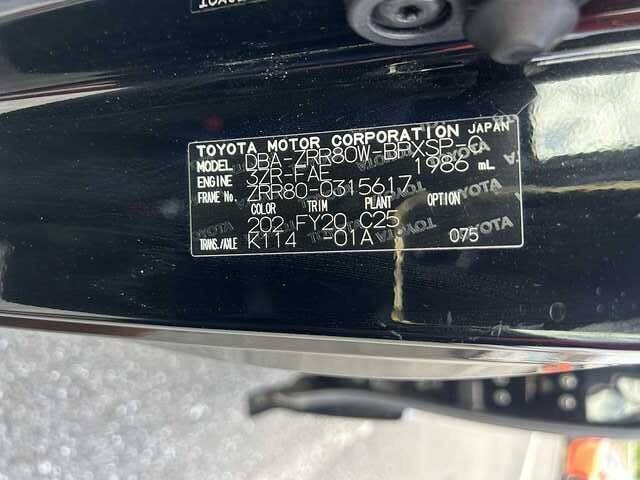 TOYOTA MOTOR CORPORATION JAPAN
MODEL DBA-ZRR80W-BPXSP-C
ENGINE 3ZR-FAE 1986 mL
FRAME No. ZRR80-0315617
COLOR TRIM PLANT OPTION
202 FY20 C25
TRANS./AXLE K114 -01A 075